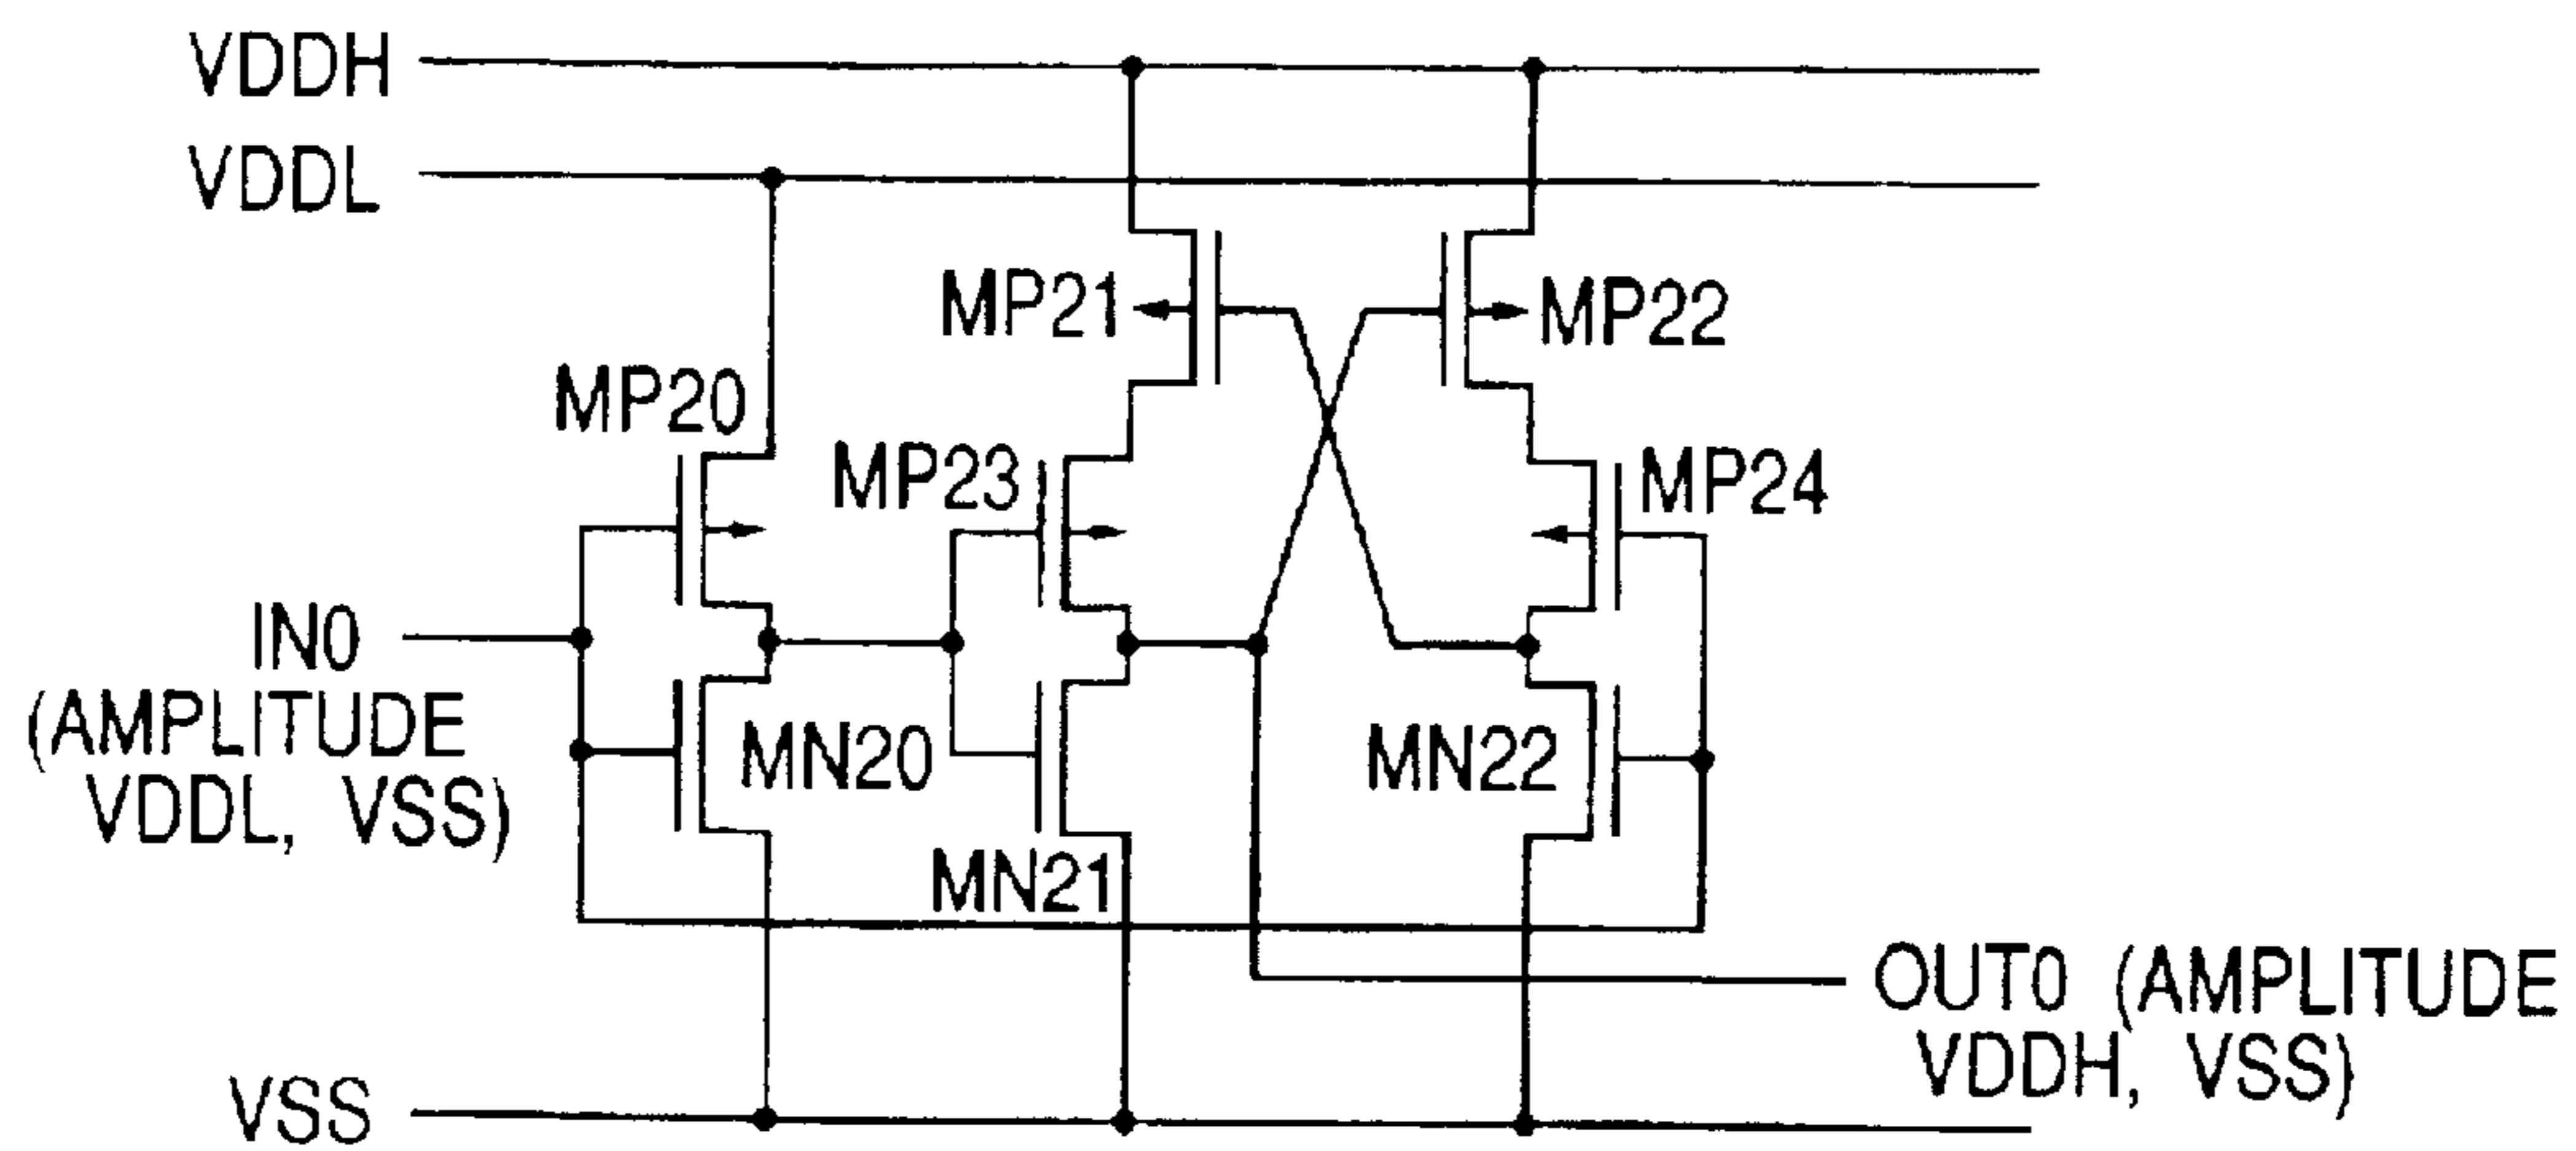 VDDH
VDDL
MP21
MP22
MP20
MP23
MP24
IN0
(AMPLITUDE
VDDL, VSS)
MN20
MN22
MN21
OUT0 (AMPLITUDE
VDDH, VSS)
VSS